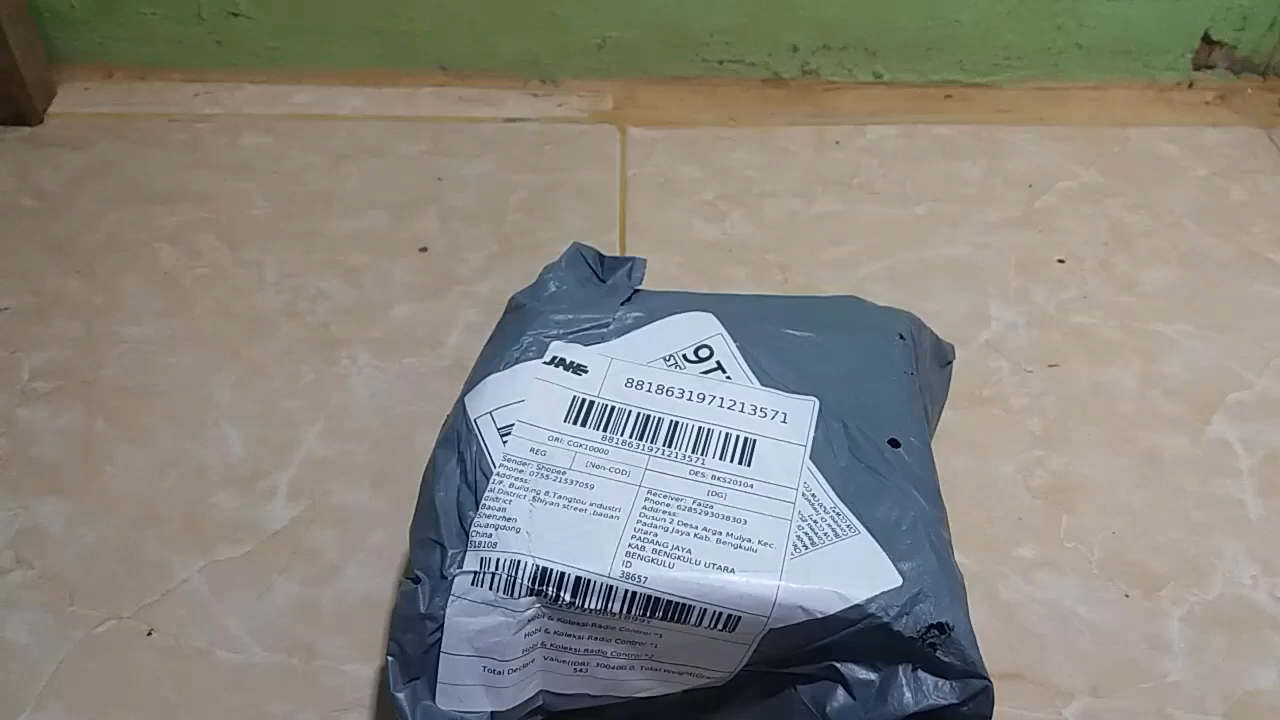 9T
JNE
8818631971213571
8818631971213571
ORI: CGK10000
DES: BKS20104
REG
[Non-COD]
[DG]
Sender: Shopee
Phone: 0755-21537059
Address:
1/F, Building 8,Tangtou industri
al District ,Shiyan street ,baoan
district
Baoan
Shenzhen
Guangdong
China
518108
Receiver: Faiza
Phone: 6285293038303
Address:
Dusun 2 Desa Arga Mulya, Kec.
Padang Jaya Kab. Bengkulu
Utara
PADANG JAYA
KAB. BENGKULU UTARA
BENGKULU
ID
38657
Hobi & Koleksi-Radio Control *1
Hobi & Koleksi-Radio Control *1
Hobi & Koleksi-Radio Control *2
Total Declare Value(IDR): 300400.0, Total Weight(Gram
543